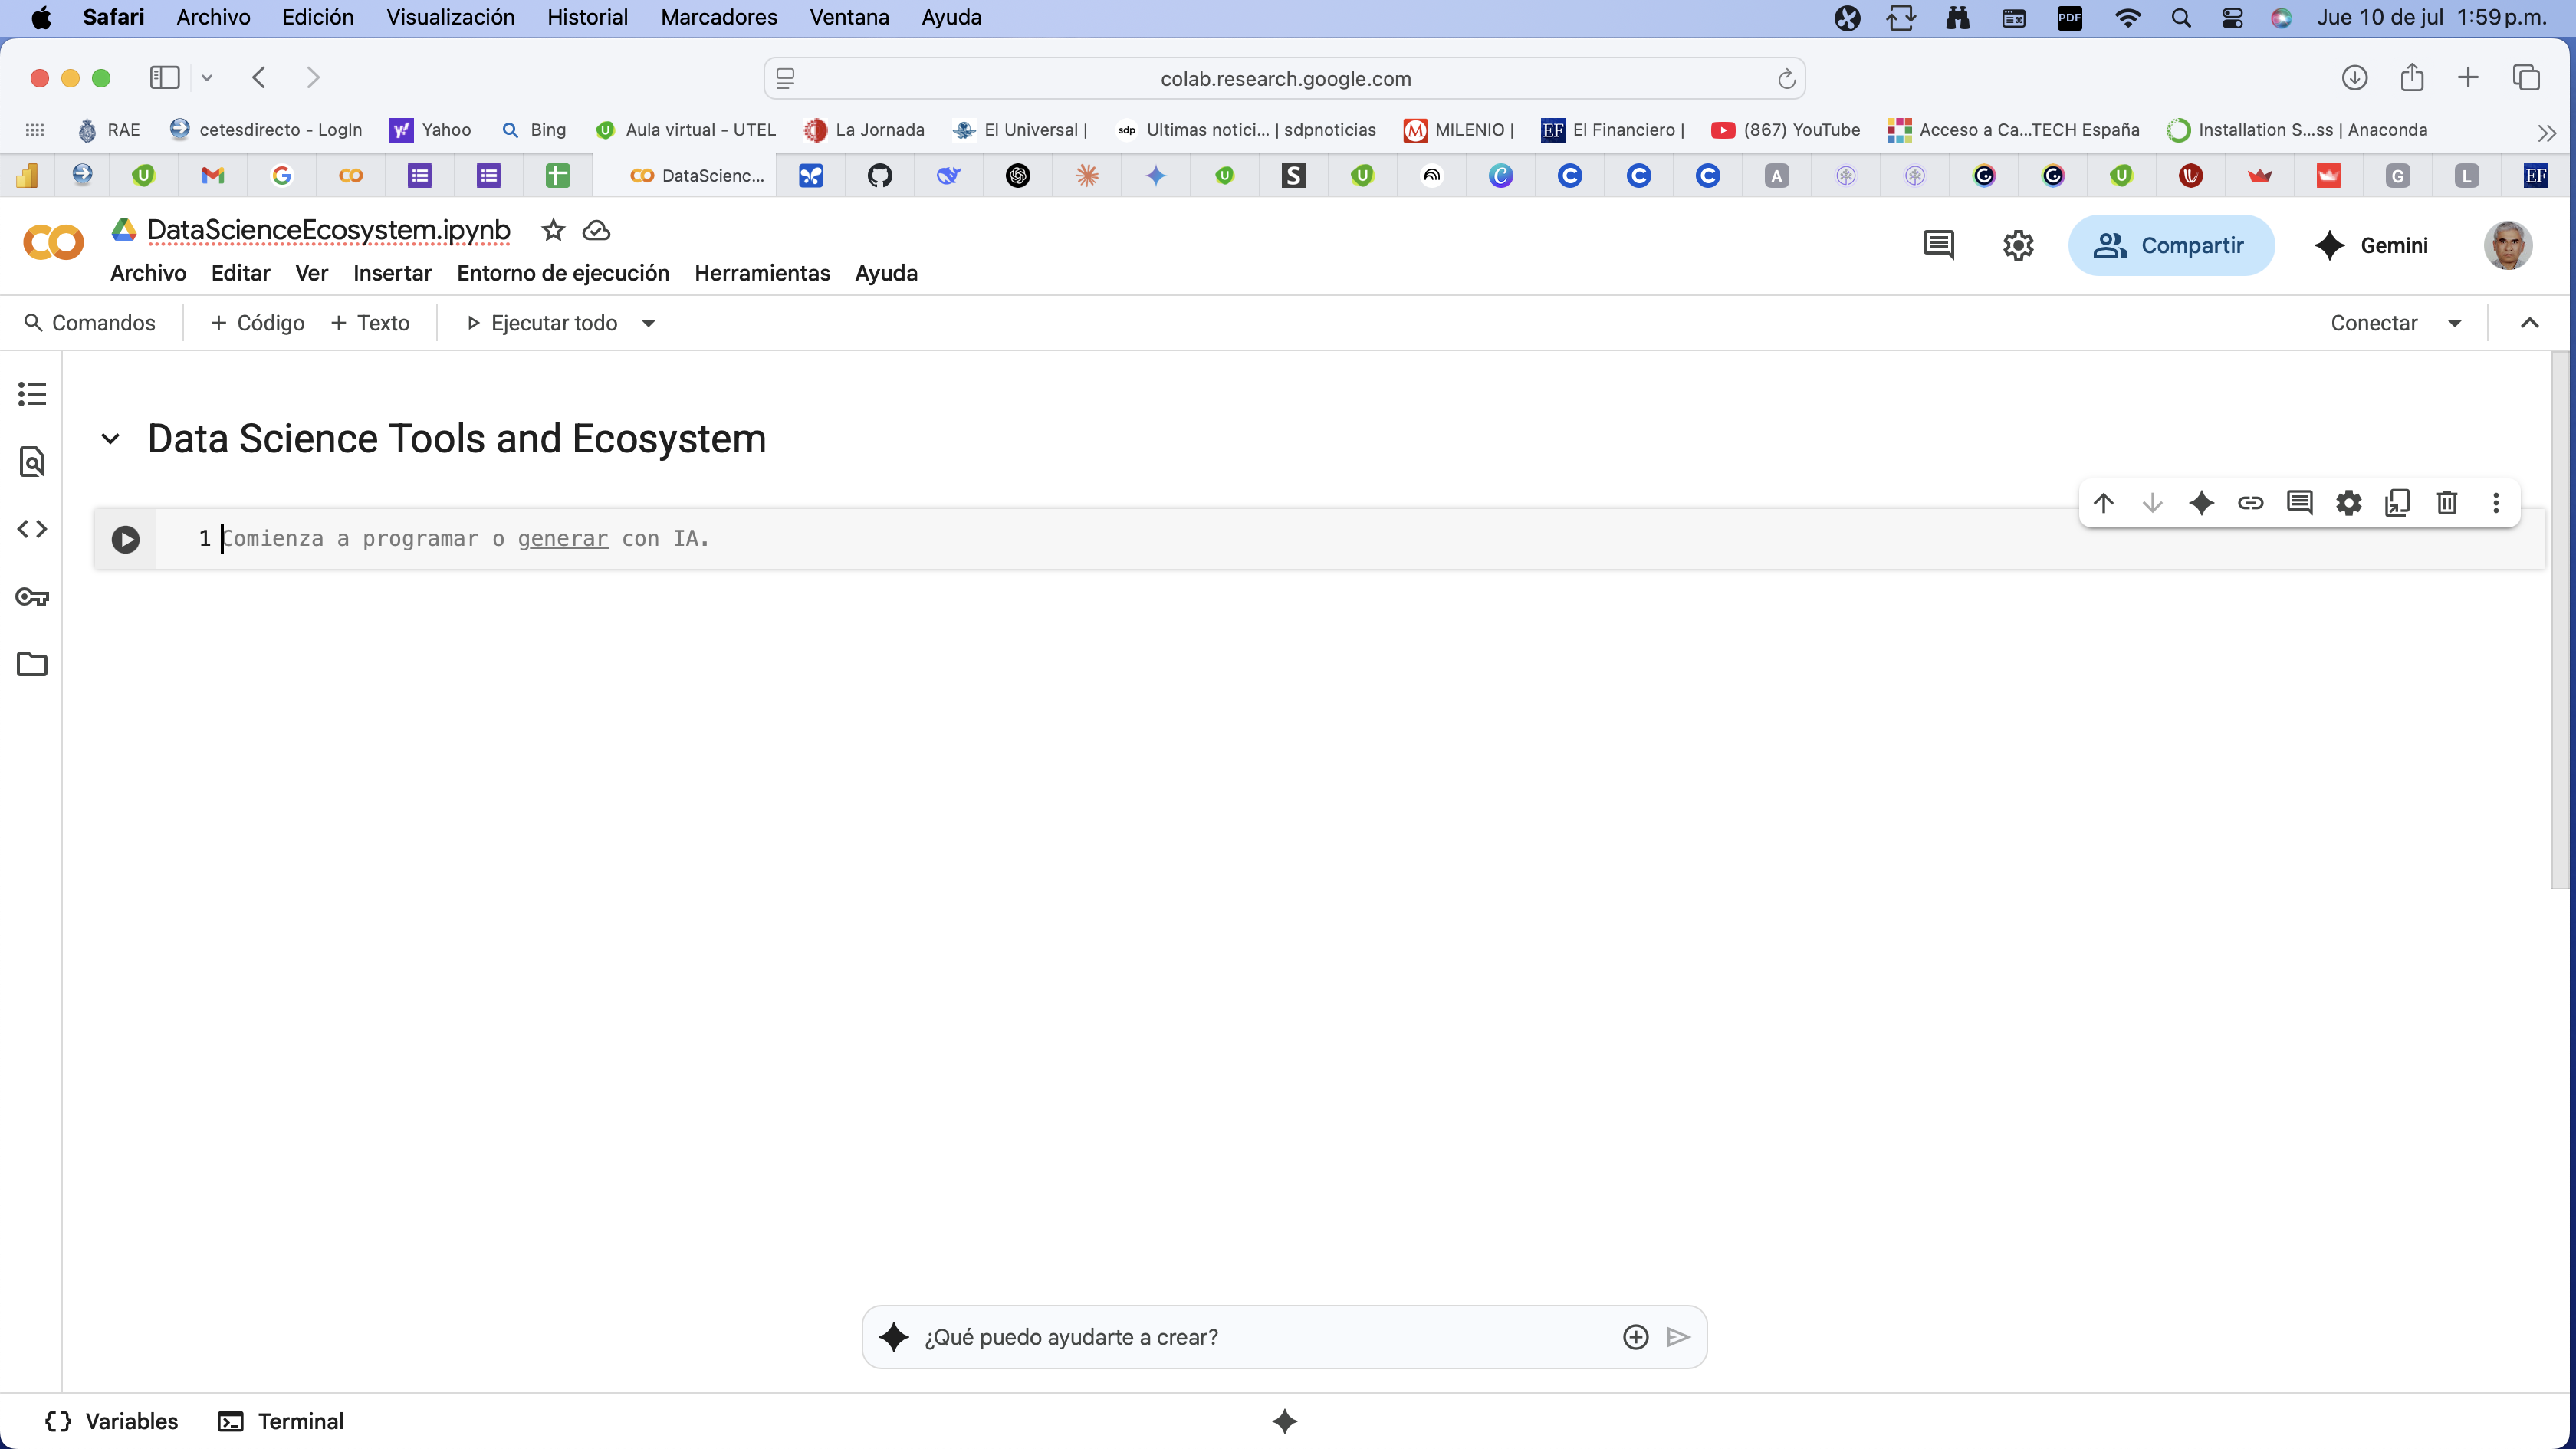 Safari Archivo Edición Visualización Historial Marcadores Ventana Ayuda PDF Jue 10 de jul 1:59 p.m.
colab.research.google.com
RAE cetesdirecto - LogIn y! Yahoo Bing Aula virtual - UTEL La Jornada El Universal | sdp Ultimas notici... | sdpnoticias MILENIO | EF El Financiero | (867) YouTube Acceso a Ca...TECH España Installation S...ss | Anaconda
DataScienc... S A G L EF
DataScienceEcosystem.ipynb
Archivo Editar Ver Insertar Entorno de ejecución Herramientas Ayuda
Compartir Gemini
Comandos + Código + Texto Ejecutar todo Conectar
Data Science Tools and Ecosystem
1 Comienza a programar o generar con IA.
¿Qué puedo ayudarte a crear?
Variables Terminal